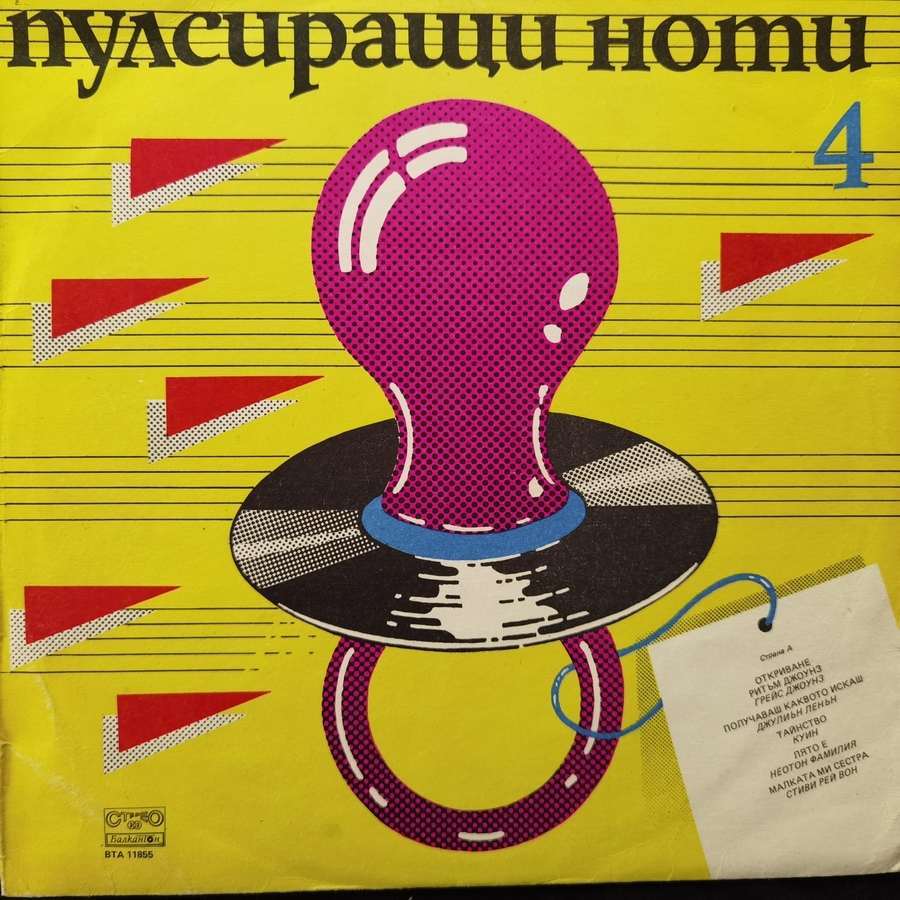 пулсиращи ноти
4
Страна А
ОТКРИВАНЕ
РИТЪМ ДЖОУНЗ
ГРЕЙС ДЖОУНЗ
ПОЛУЧАВАШ КАКВОТО ИСКАШ
ДЖУЛИЪН ЛЕНЪН
ТАЙНСТВО
КУИН
ЛЯТО Е
НЕОТОН ФАМИЛИЯ
МАЛКАТА МИ СЕСТРА
СТИВИ РЕЙ ВОН
СТЕРЕО
Балкантон
ВТА 11855